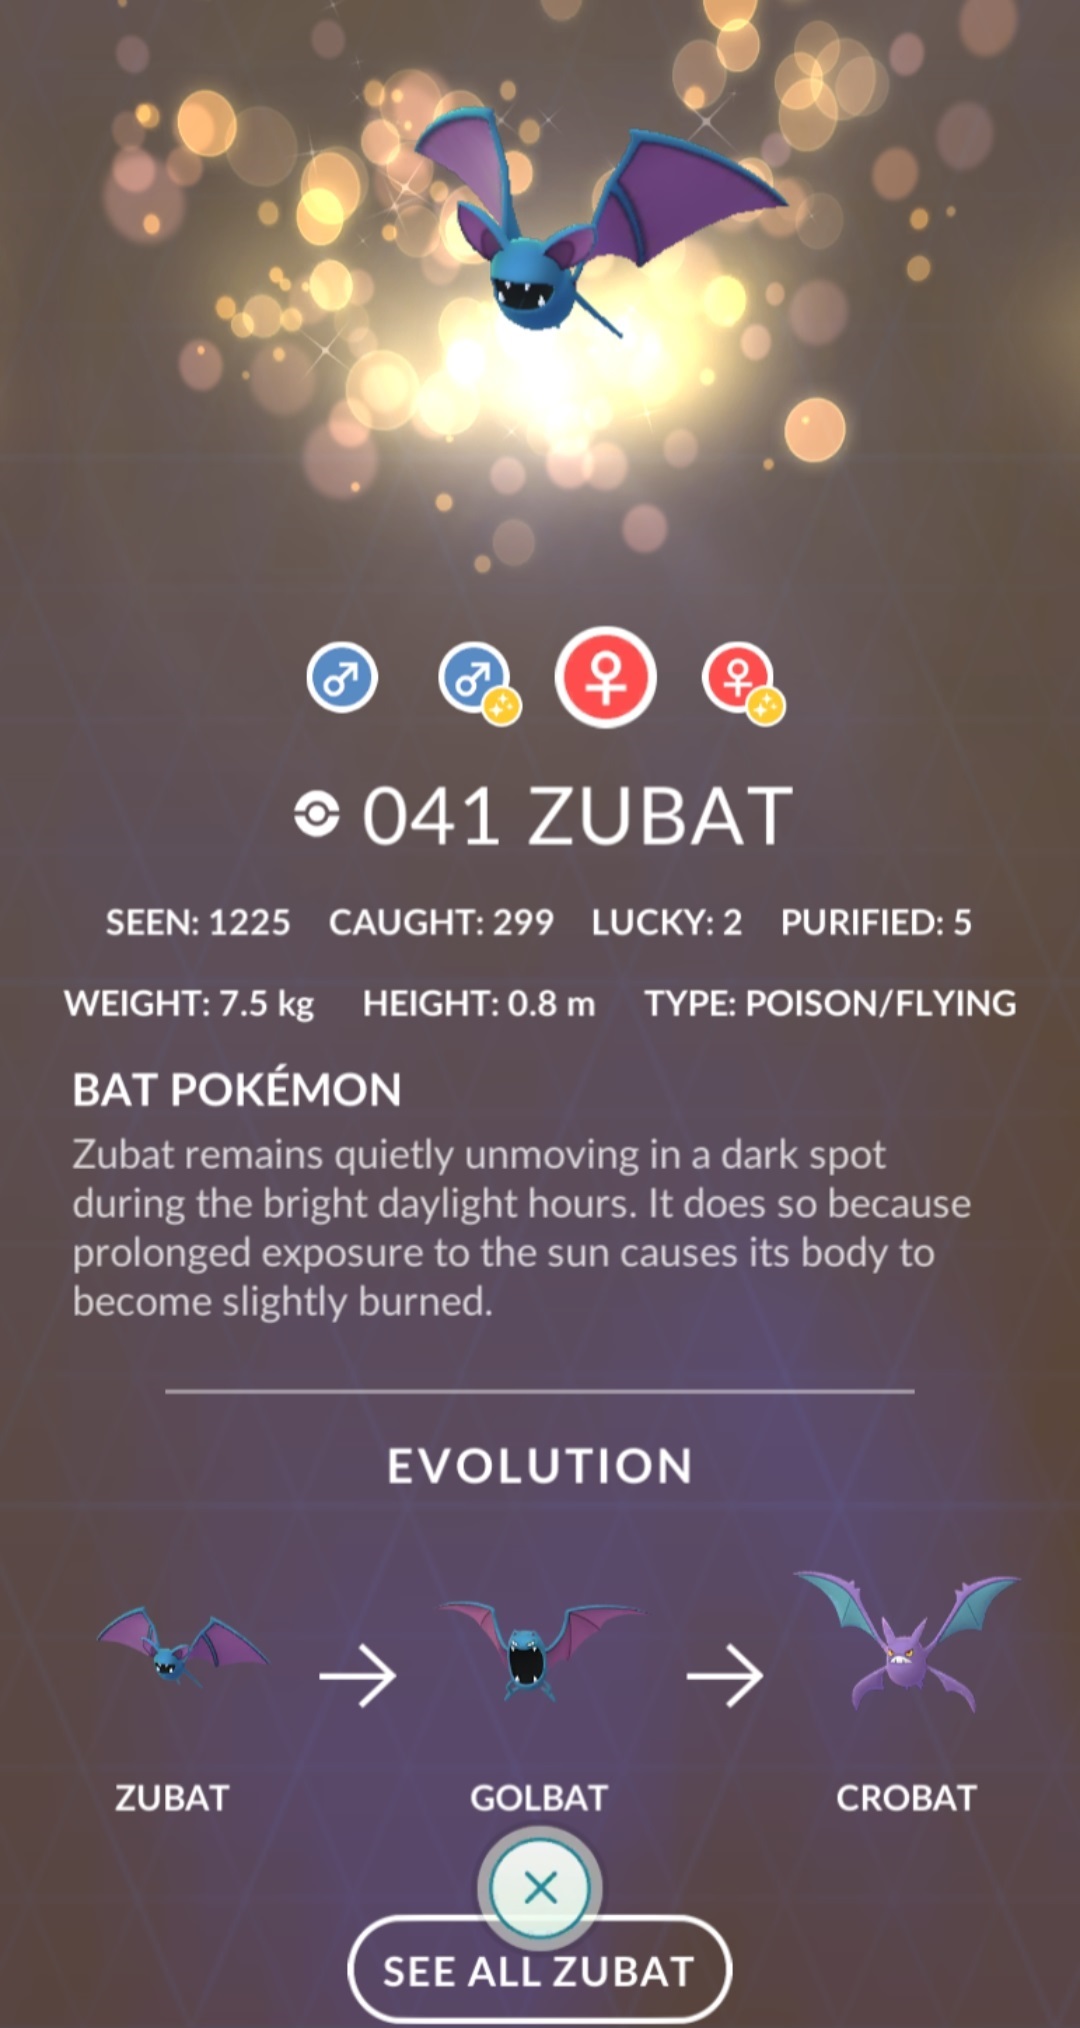 041 ZUBAT
SEEN: 1225 CAUGHT: 299 LUCKY: 2 PURIFIED: 5
WEIGHT: 7.5 kg HEIGHT: 0.8 m TYPE: POISON/FLYING
BAT POKÉMON
Zubat remains quietly unmoving in a dark spot
during the bright daylight hours. It does so because
prolonged exposure to the sun causes its body to
become slightly burned.
EVOLUTION
ZUBAT GOLBAT CROBAT
SEE ALL ZUBAT